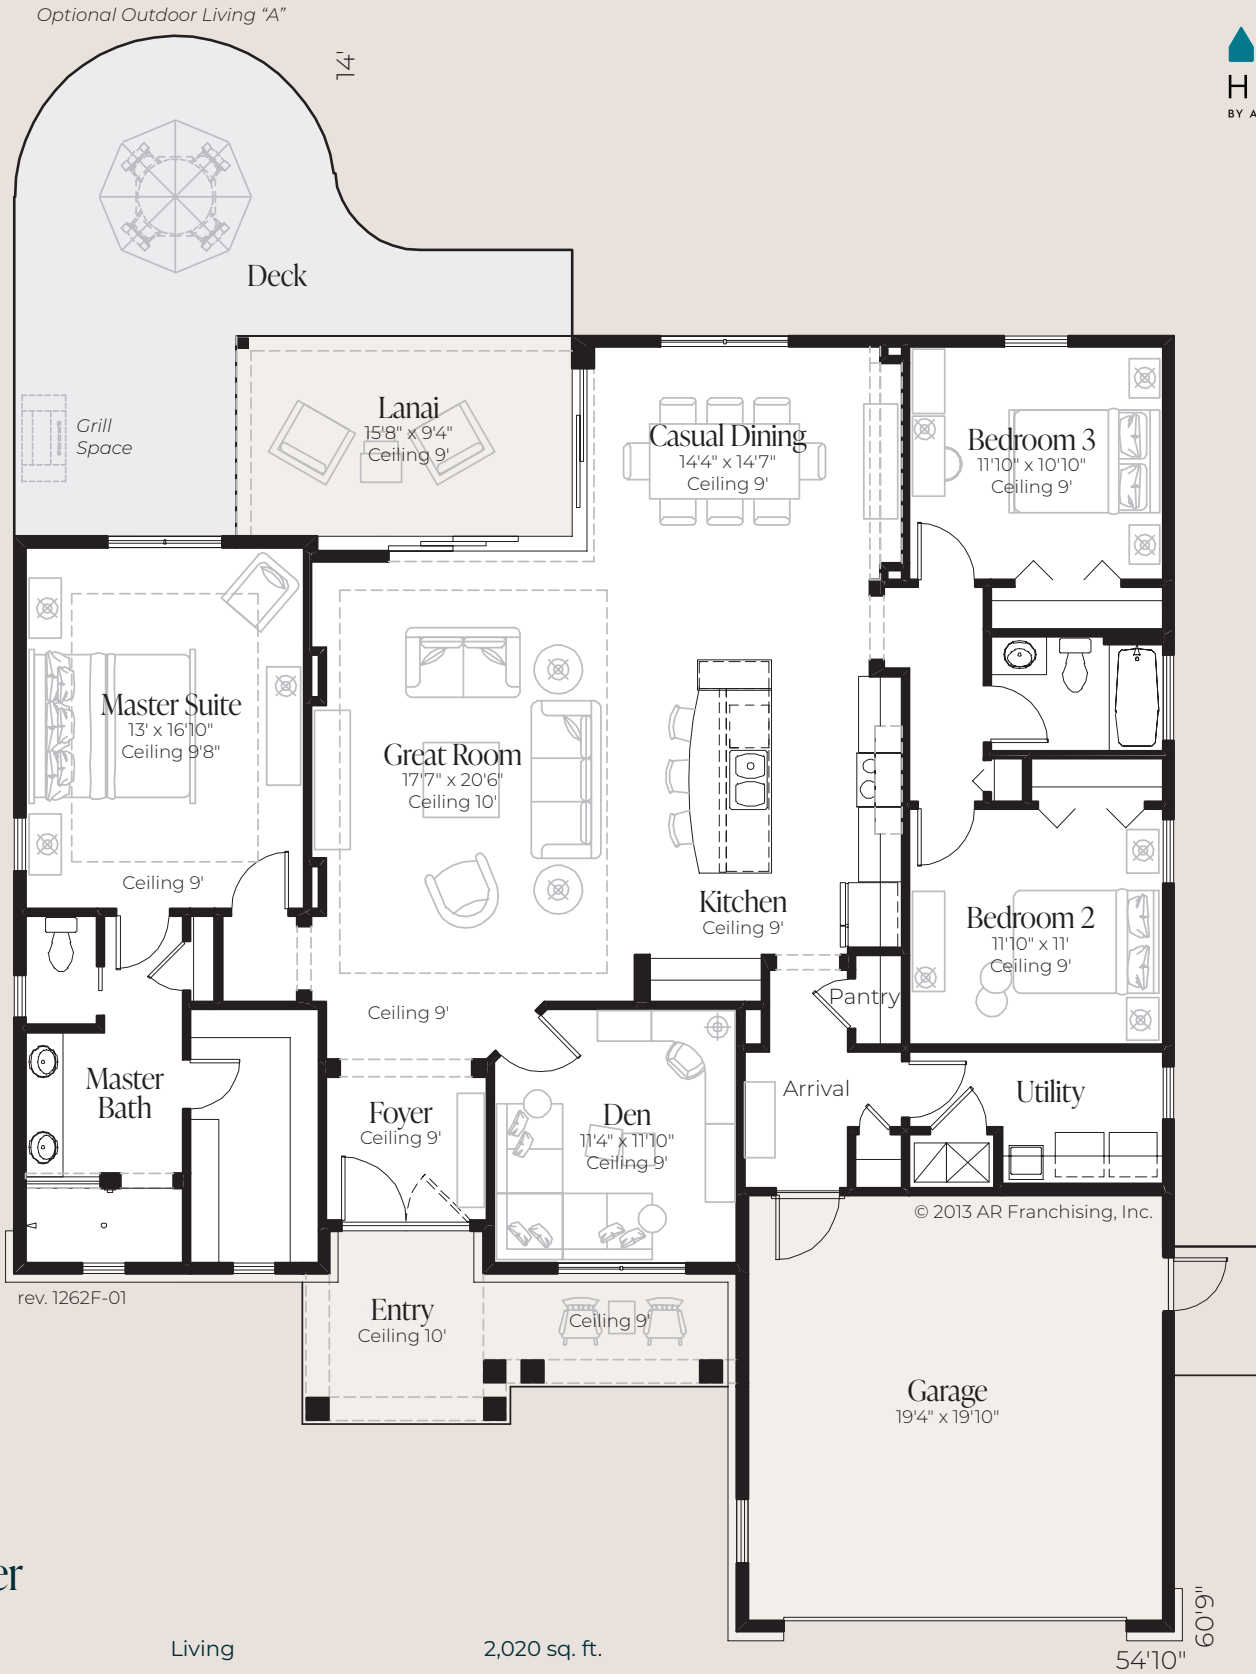 Optional Outdoor Living “A”
14'
H
BY A
Deck
Grill
Space
Lanai
15'8" x 9'4"
Ceiling 9'
Casual Dining
14'4" x 14'7"
Ceiling 9'
Bedroom 3
11'10" x 10'10"
Ceiling 9'
Master Suite
13' x 16'10"
Ceiling 9'8"
Ceiling 9'
Great Room
17'7" x 20'6"
Ceiling 10'
Ceiling 9'
Kitchen
Ceiling 9'
Bedroom 2
11'10" x 11'
Ceiling 9'
Pantry
Master
Bath
Foyer
Ceiling 9'
Den
11'4" x 11'10"
Ceiling 9'
Arrival
Utility
© 2013 AR Franchising, Inc.
rev. 1262F-01
Entry
Ceiling 10'
Ceiling 9'
Garage
19'4" x 19'10"
er
Living 2,020 sq. ft.
60'9"
54'10"